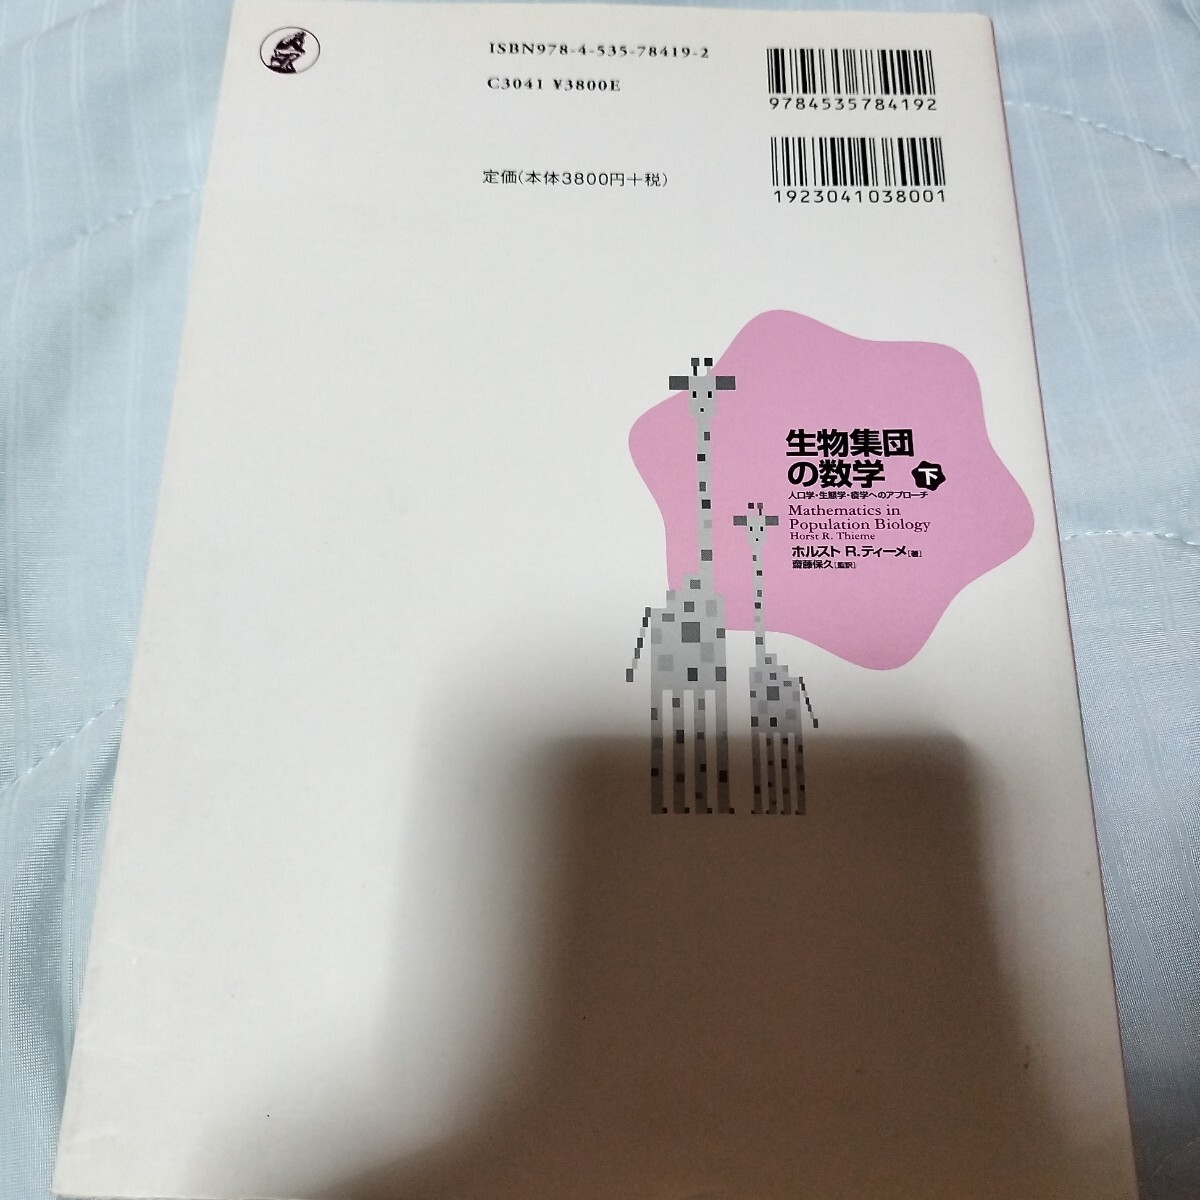 ISBN978-4-535-78419-2
C3041 ¥3800E
定価(本体3800円+税)
9784535784192
1923041038001
生物集団
の数学 下
人口学・生態学・疫学へのアプローチ
Mathematics in
Population Biology
Horst R. Thieme
ホルスト R.ティーメ[著]
齋藤保久[監訳]